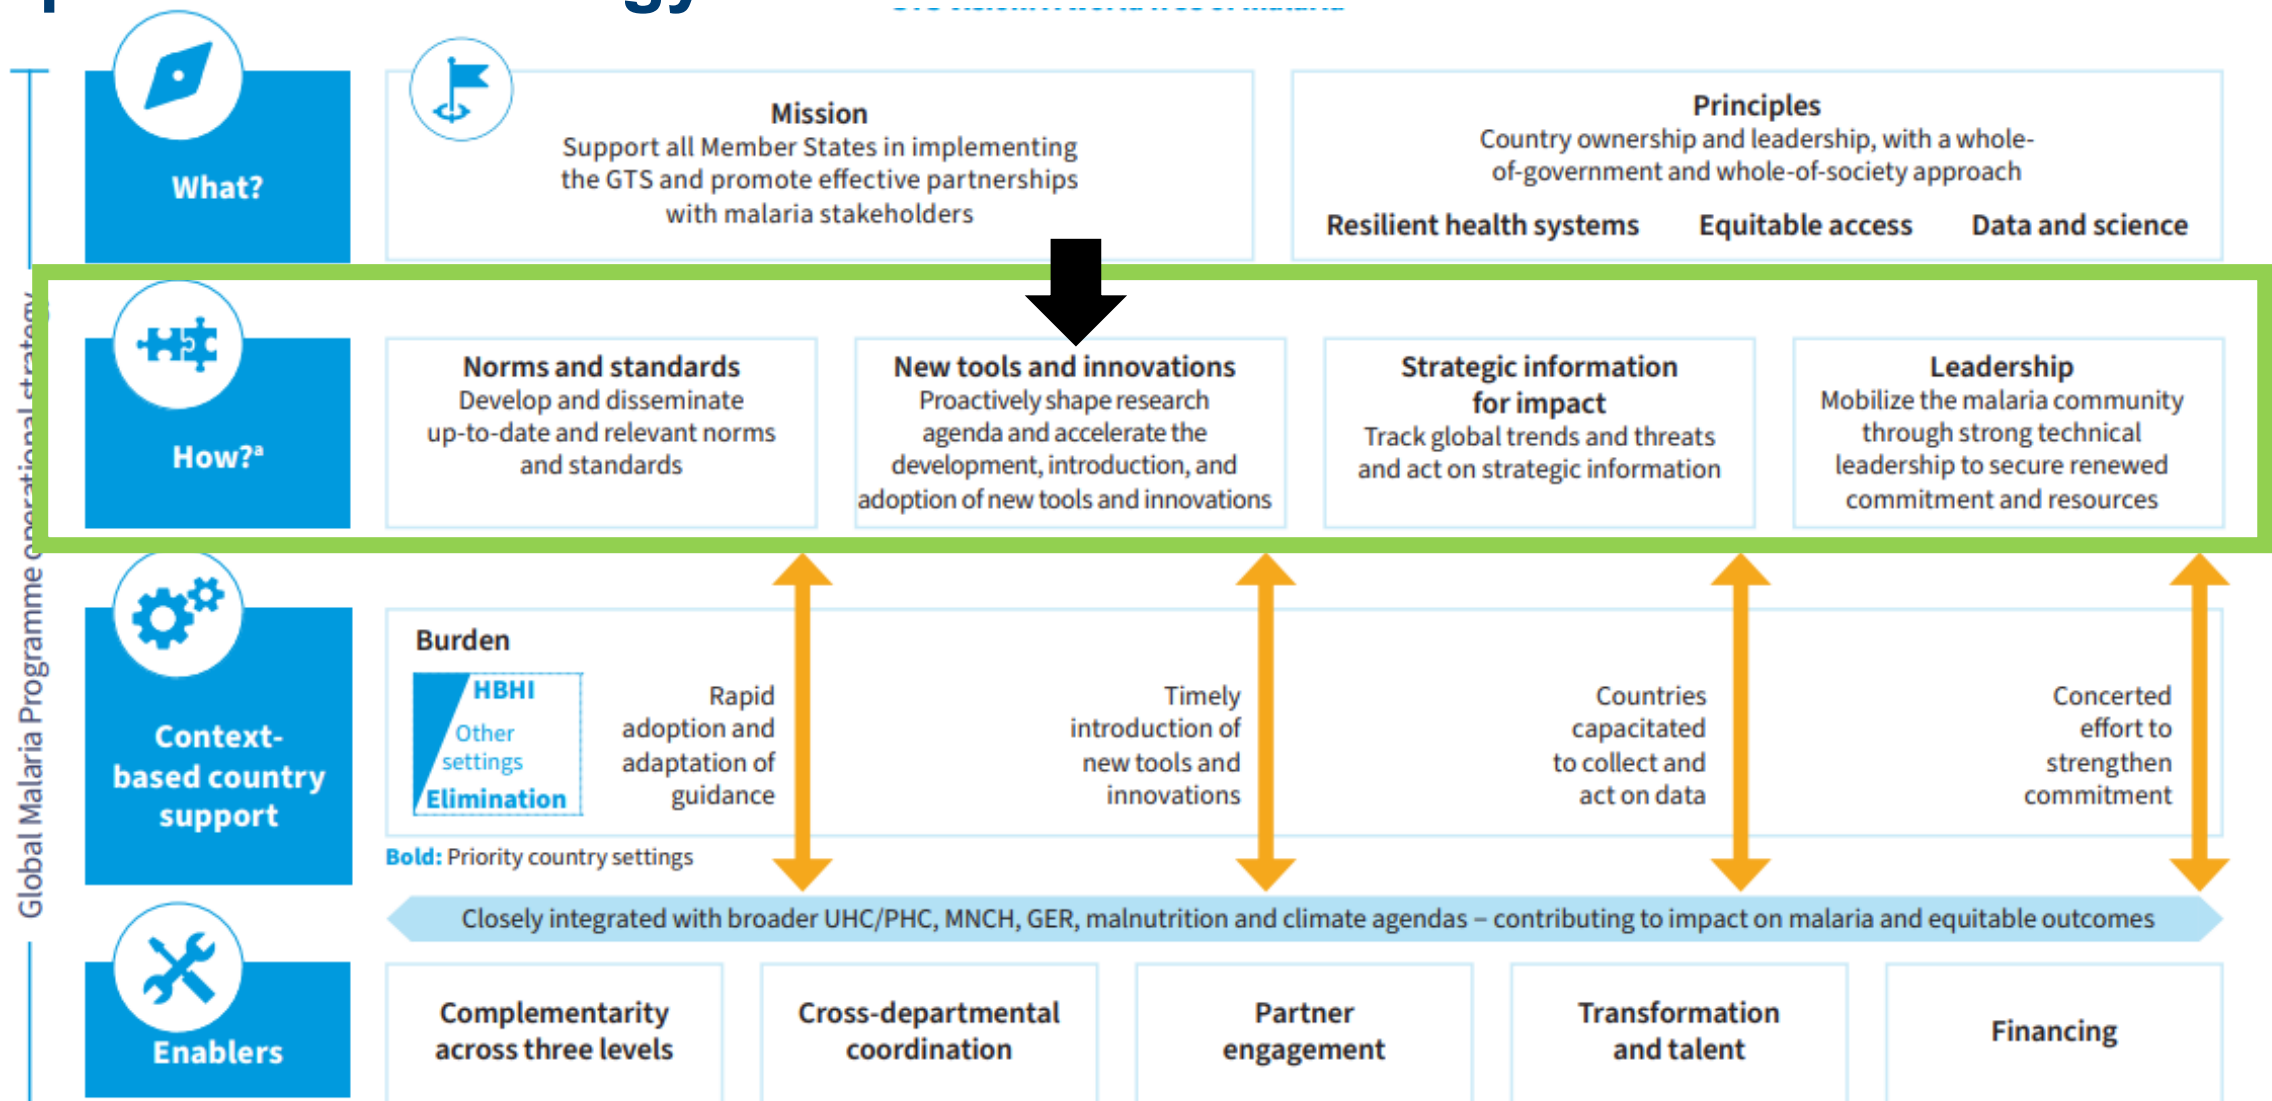 Global Malaria Programme operational strategy
What?
Mission
Support all Member States in implementing
the GTS and promote effective partnerships
with malaria stakeholders
Principles
Country ownership and leadership, with a whole-
of-government and whole-of-society approach
Resilient health systems
Equitable access
Data and science
How?ᵃ
Norms and standards
Develop and disseminate
up-to-date and relevant norms
and standards
New tools and innovations
Proactively shape research
agenda and accelerate the
development, introduction, and
adoption of new tools and innovations
Strategic information
for impact
Track global trends and threats
and act on strategic information
Leadership
Mobilize the malaria community
through strong technical
leadership to secure renewed
commitment and resources
Context-
based country
support
Burden
HBHI
Other
settings
Elimination
Rapid
adoption and
adaptation of
guidance
Timely
introduction of
new tools and
innovations
Countries
capacitated
to collect and
act on data
Concerted
effort to
strengthen
commitment
Bold: Priority country settings
Closely integrated with broader UHC/PHC, MNCH, GER, malnutrition and climate agendas – contributing to impact on malaria and equitable outcomes
Enablers
Complementarity
across three levels
Cross-departmental
coordination
Partner
engagement
Transformation
and talent
Financing